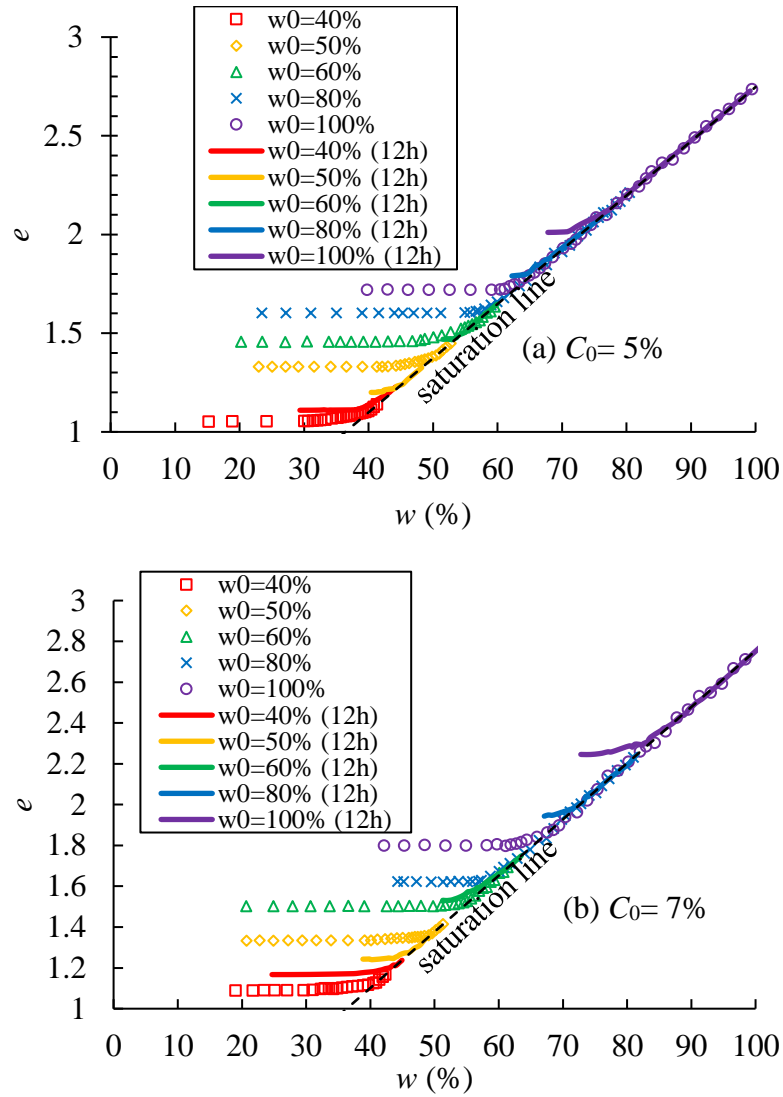 w0=40%
w0=50%
w0=60%
w0=80%
w0=100%
w0=40% (12h)
w0=50% (12h)
w0=60% (12h)
w0=80% (12h)
w0=100% (12h)
3
2.5
2
1.5
1
e
saturation line
(a) C0= 5%
0 10 20 30 40 50 60 70 80 90 100
w (%)
w0=40%
w0=50%
w0=60%
w0=80%
w0=100%
w0=40% (12h)
w0=50% (12h)
w0=60% (12h)
w0=80% (12h)
w0=100% (12h)
3
2.8
2.6
2.4
2.2
2
1.8
1.6
1.4
1.2
1
e
saturation line
(b) C0= 7%
0 10 20 30 40 50 60 70 80 90 100
w (%)